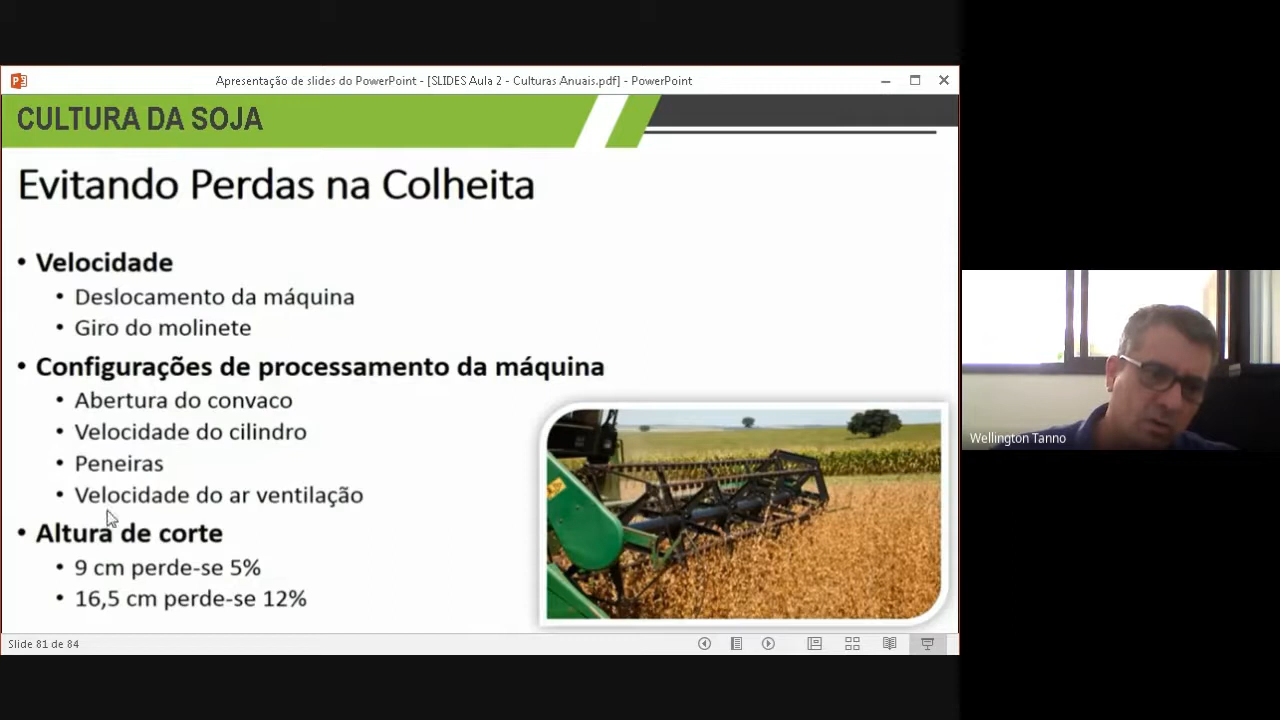 Apresentação de slides do PowerPoint - [SLIDES Aula 2 - Culturas Anuais.pdf] - PowerPoint
CULTURA DA SOJA
Evitando Perdas na Colheita
• Velocidade
• Deslocamento da máquina
• Giro do molinete
• Configurações de processamento da máquina
• Abertura do convaco
• Velocidade do cilindro
• Peneiras
• Velocidade do ar ventilação
• Altura de corte
• 9 cm perde-se 5%
• 16,5 cm perde-se 12%
Slide 81 de 84
Wellington Tanno